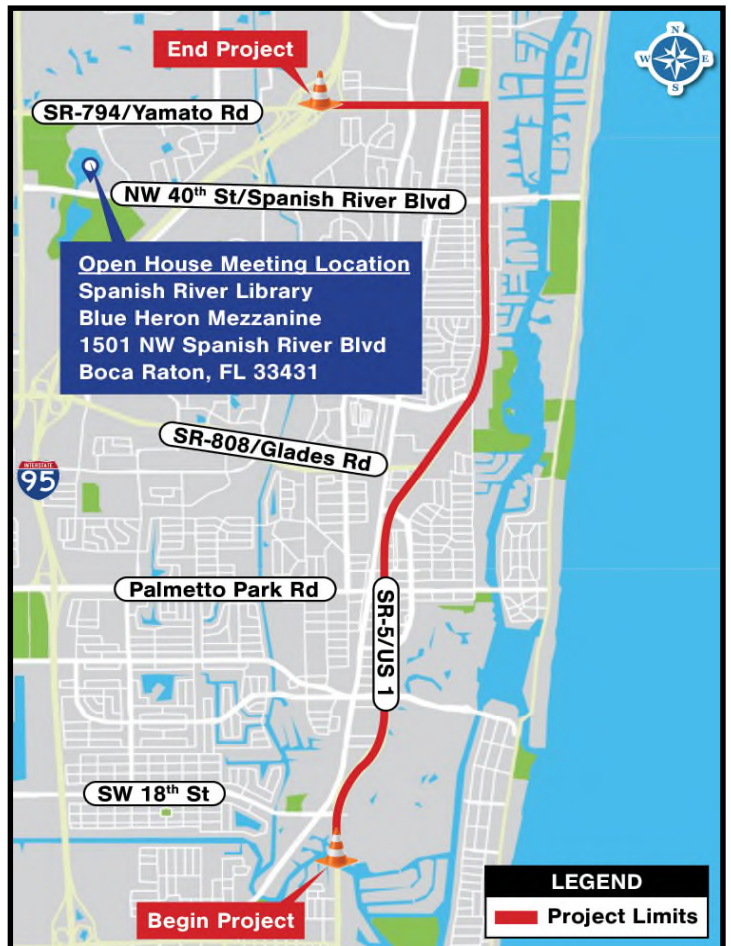 End Project
N
W
E
S
SR-794/Yamato Rd
NW 40th St/Spanish River Blvd
Open House Meeting Location
Spanish River Library
Blue Heron Mezzanine
1501 NW Spanish River Blvd
Boca Raton, FL 33431
SR-808/Glades Rd
INTERSTATE
95
Palmetto Park Rd
SR-5/US 1
SW 18th St
Begin Project
LEGEND
Project Limits